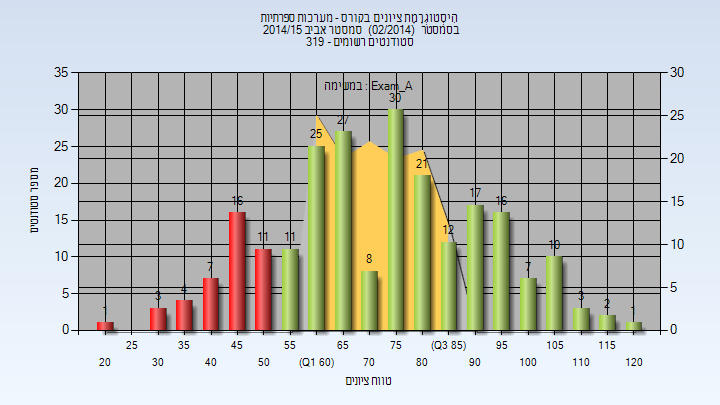 היסטוגרמת ציונים בקורס - מערכות ספרתיות
בסמסטר (02/2014) סמסטר אביב 2014/15
סטודנטים רשומים - 319
במשימה : Exam_A
מספר סטודנטים
35 30 25 20 15 10 5 0
30 25 20 15 10 5 0
1 3 4 7 16 11 11 25 27 8 30 21 12 17 16 7 10 3 2 1
25 35 45 55 65 75 (Q3 85) 95 105 115
20 30 40 50 (Q1 60) 70 80 90 100 110 120
טווח ציונים